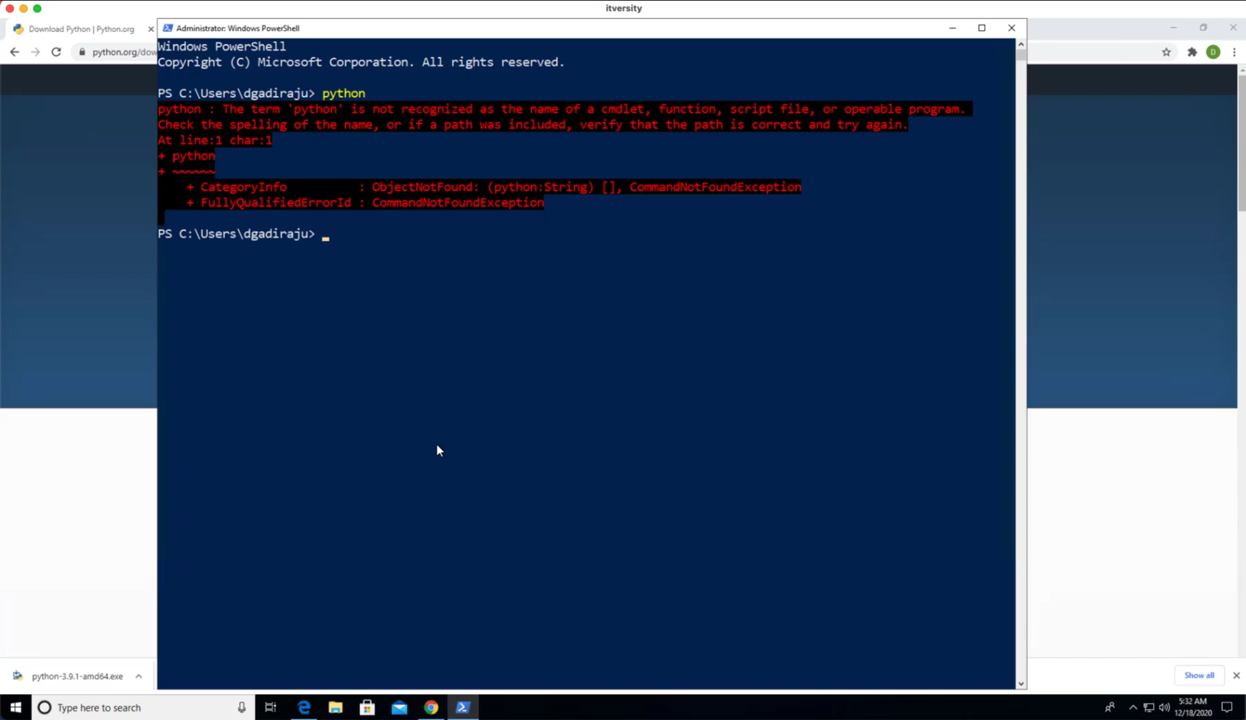 itversity
Download Python | Python.org
python.org/dow
Administrator: Windows PowerShell
Windows PowerShell
Copyright (C) Microsoft Corporation. All rights reserved.
PS C:\Users\dgadiraju> python
python : The term 'python' is not recognized as the name of a cmdlet, function, script file, or operable program.
Check the spelling of the name, or if a path was included, verify that the path is correct and try again.
At line:1 char:1
+ python
+ ~~~~~~
+ CategoryInfo          : ObjectNotFound: (python:String) [], CommandNotFoundException
+ FullyQualifiedErrorId : CommandNotFoundException
PS C:\Users\dgadiraju> _
D
python-3.9.1-amd64.exe
Show all
Type here to search
5:32 AM
12/18/2020